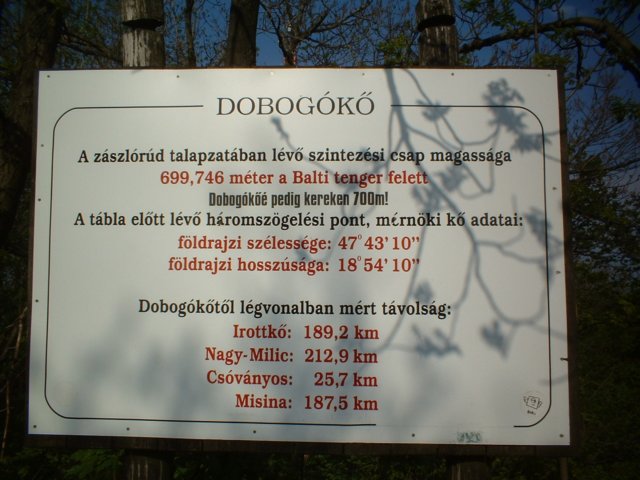 DOBOGÓKŐ
A zászlórúd talapzatában lévő szintezési csap magassága
699,746 méter a Balti tenger felett
Dobogókőé pedig kereken 700m!
A tábla előtt lévő háromszögelési pont, mérnöki kő adatai:
földrajzi szélessége: 47°43'10"
földrajzi hosszúsága: 18°54'10"
Dobogókőtől légvonalban mért távolság:
Irottkő: 189,2 km
Nagy-Milic: 212,9 km
Csóványos: 25,7 km
Misina: 187,5 km